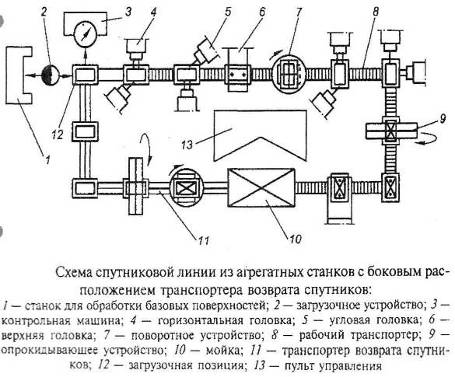 2
3
4
5
6
7
8
12
1
13
9
11
10
Схема спутниковой линии из агрегатных станков с боковым рас-
положением транспортера возврата спутников:
1 — станок для обработки базовых поверхностей; 2 — загрузочное устройство; 3 —
контрольная машина; 4 — горизонтальная головка; 5 — угловая головка; 6 —
верхняя головка; 7 — поворотное устройство; 8 — рабочий транспортер; 9 —
опрокидывающее устройство; 10 — мойка; 11 — транспортер возврата спутни-
ков; 12 — загрузочная позиция; 13 — пульт управления